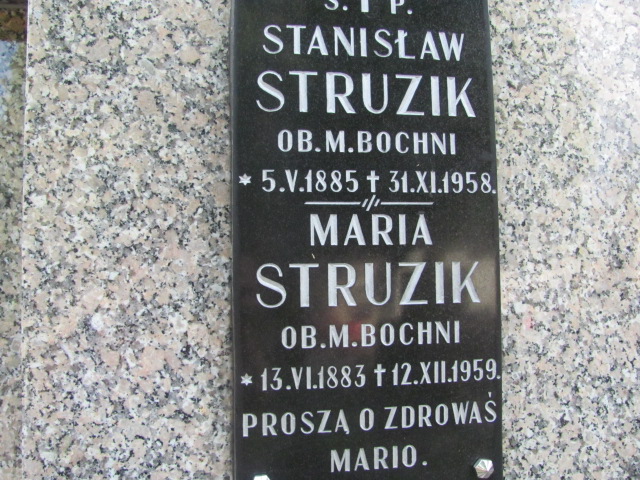 Ś. † P.
STANISŁAW
STRUZIK
OB.M.BOCHNI
* 5.V.1885 † 31.XI.1958.
MARIA
STRUZIK
OB.M.BOCHNI
* 13.VI.1883 † 12.XII.1959.
PROSZĄ O ZDROWAŚ
MARIO.